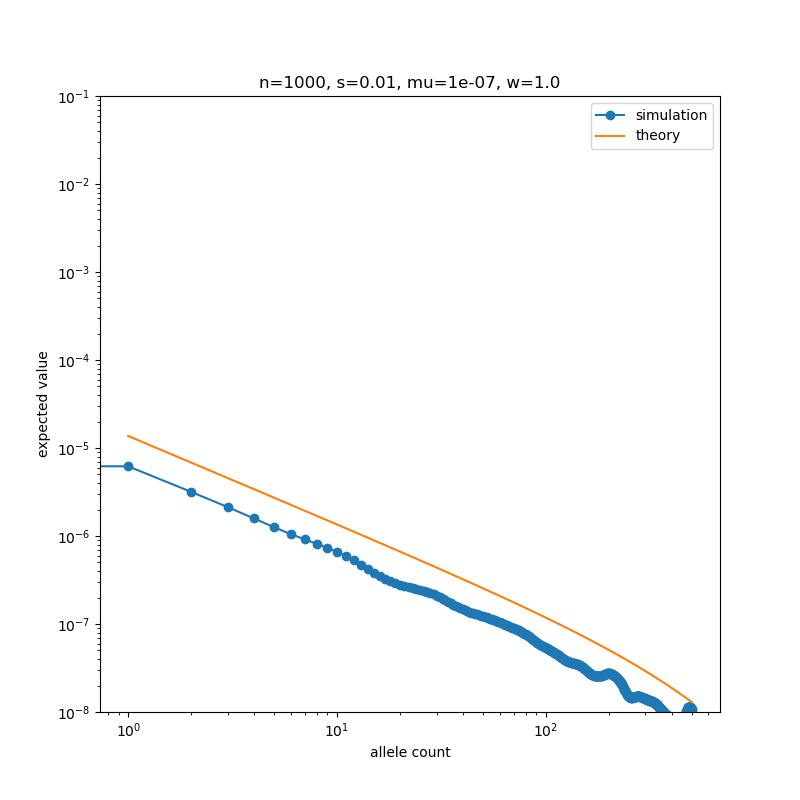 n=1000, s=0.01, mu=1e-07, w=1.0
simulation
theory
10⁻¹
10⁻²
10⁻³
10⁻⁴
10⁻⁵
10⁻⁶
10⁻⁷
10⁻⁸
expected value
10⁰ 10¹ 10²
allele count